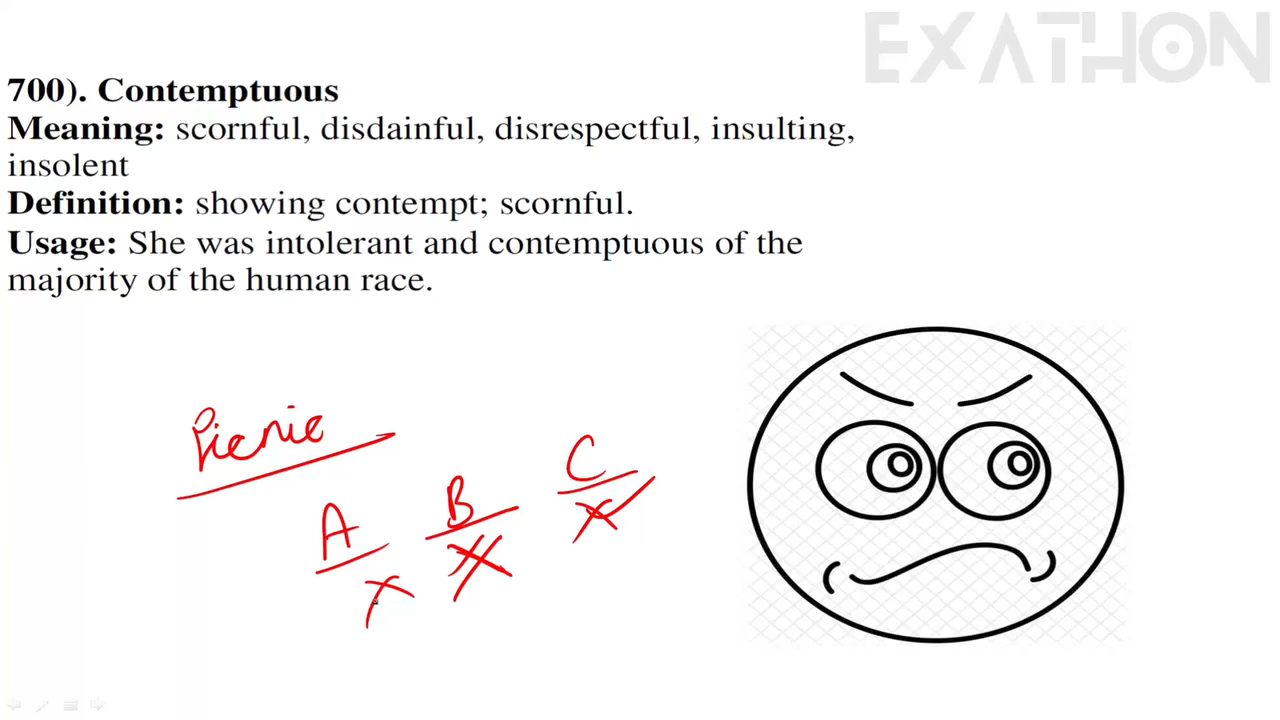 EXATHON
700). Contemptuous
Meaning: scornful, disdainful, disrespectful, insulting,
insolent
Definition: showing contempt; scornful.
Usage: She was intolerant and contemptuous of the
majority of the human race.
Picnic
A B C
x x x